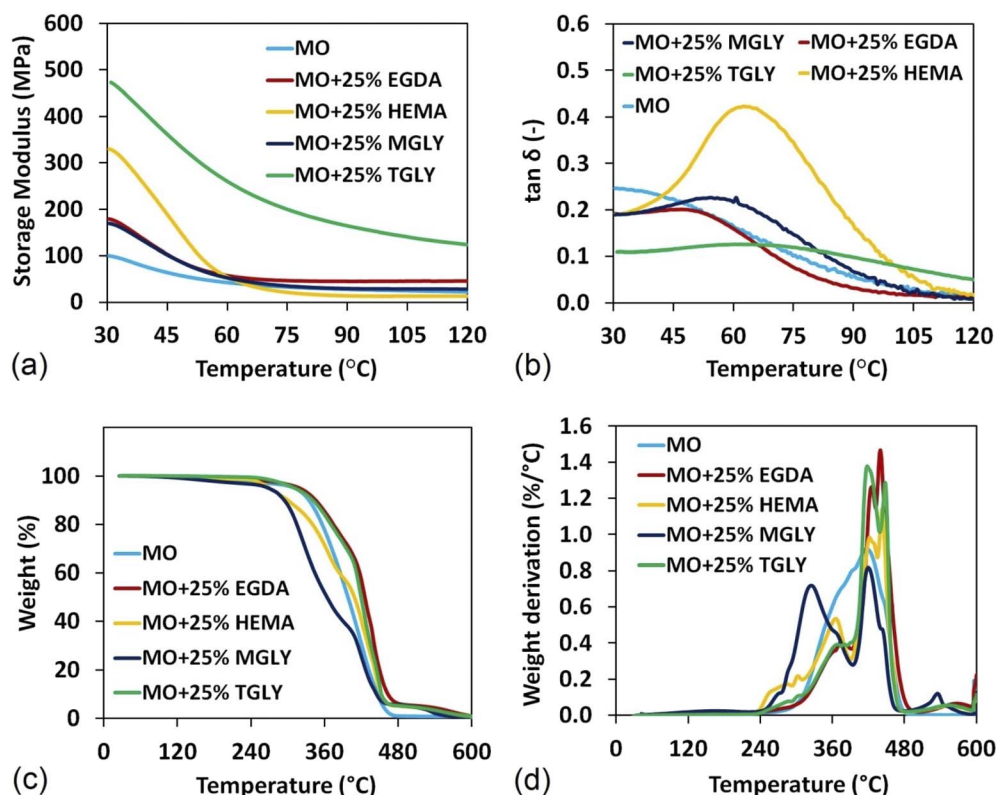 600
500
400
300
200
100
0
Storage Modulus (MPa)
MO
MO+25% EGDA
MO+25% HEMA
MO+25% MGLY
MO+25% TGLY
30 45 60 75 90 105 120
Temperature (°C)
(a)
0.6
0.5
0.4
0.3
0.2
0.1
0.0
tan δ (-)
MO+25% MGLY MO+25% EGDA
MO+25% TGLY MO+25% HEMA
MO
30 45 60 75 90 105 120
Temperature (°C)
(b)
100
80
60
40
20
0
Weight (%)
MO
MO+25% EGDA
MO+25% HEMA
MO+25% MGLY
MO+25% TGLY
0 120 240 360 480 600
Temperature (°C)
(c)
1.6
1.4
1.2
1.0
0.8
0.6
0.4
0.2
0.0
Weight derivation (%/°C)
MO
MO+25% EGDA
MO+25% HEMA
MO+25% MGLY
MO+25% TGLY
0 120 240 360 480 600
Temperature (°C)
(d)